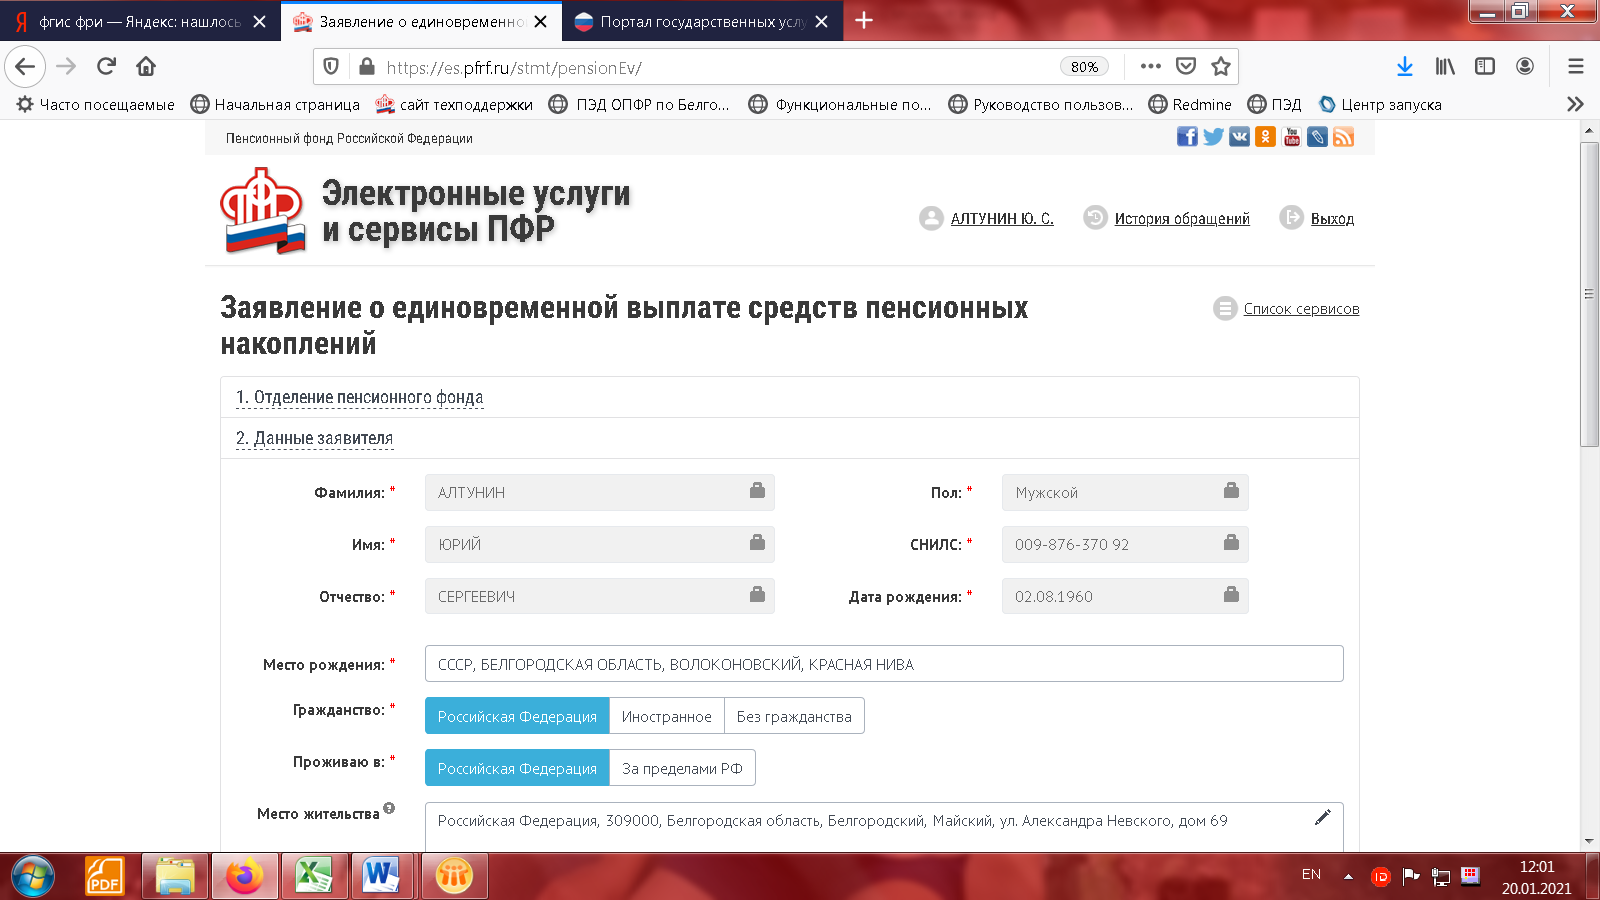 фгис фри — Яндекс: нашлось
Заявление о единовременно
Портал государственных услу
https://es.pfrf.ru/stmt/pensionEv/
80%
Часто посещаемые
Начальная страница
сайт техподдержки
ПЭД ОПФР по Белго...
Функциональные по...
Руководство пользов...
Redmine
ПЭД
Центр запуска
Пенсионный фонд Российской Федерации
Электронные услуги
и сервисы ПФР
АЛТУНИН Ю. С.
История обращений
Выход
Заявление о единовременной выплате средств пенсионных
накоплений
Список сервисов
1. Отделение пенсионного фонда
2. Данные заявителя
Фамилия: * АЛТУНИН
Пол: * Мужской
Имя: * ЮРИЙ
СНИЛС: * 009-876-370 92
Отчество: * СЕРГЕЕВИЧ
Дата рождения: * 02.08.1960
Место рождения: * СССР, БЕЛГОРОДСКАЯ ОБЛАСТЬ, ВОЛОКОНОВСКИЙ, КРАСНАЯ НИВА
Гражданство: * Российская Федерация Иностранное Без гражданства
Проживаю в: * Российская Федерация За пределами РФ
Место жительства Российская Федерация, 309000, Белгородская область, Белгородский, Майский, ул. Александра Невского, дом 69
EN
12:01
20.01.2021